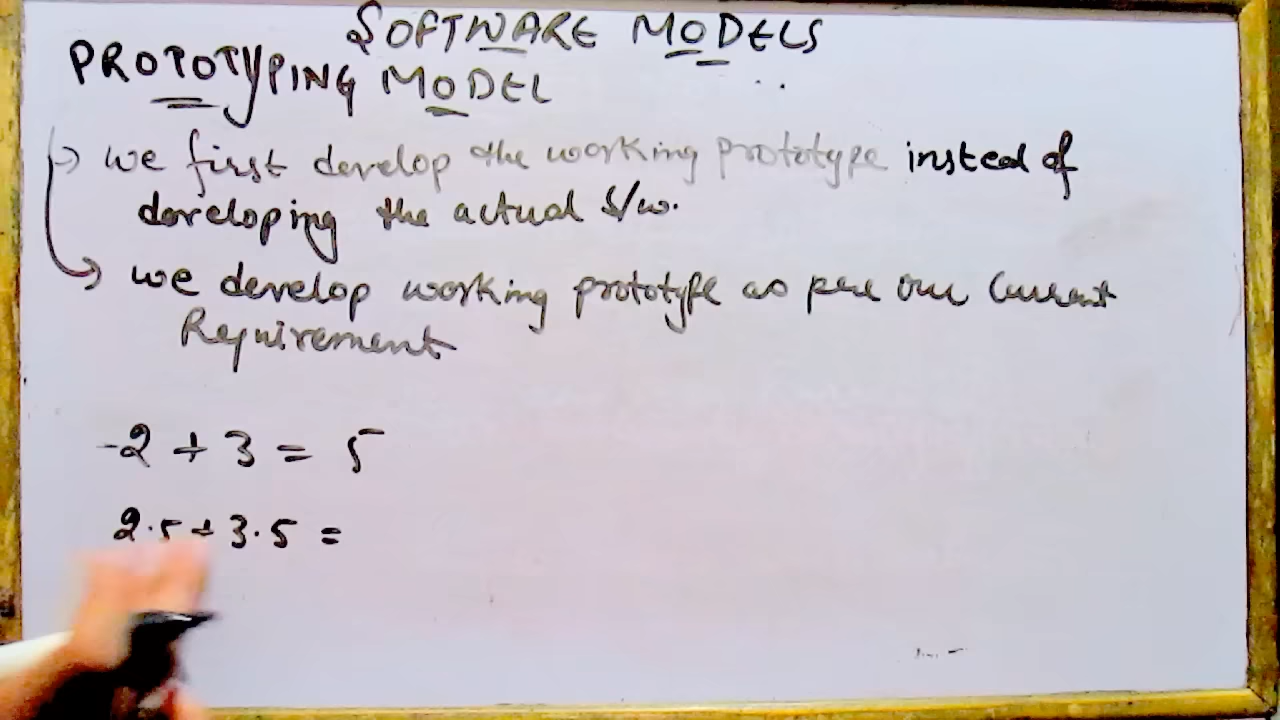 SOFTWARE MODELS
PROTOTYPING MODEL
→ we first develop the working prototype instead of
developing the actual S/w.
→ we develop working prototype as per our Current
Requirement
-2 + 3 = 5
2.5 + 3.5 =